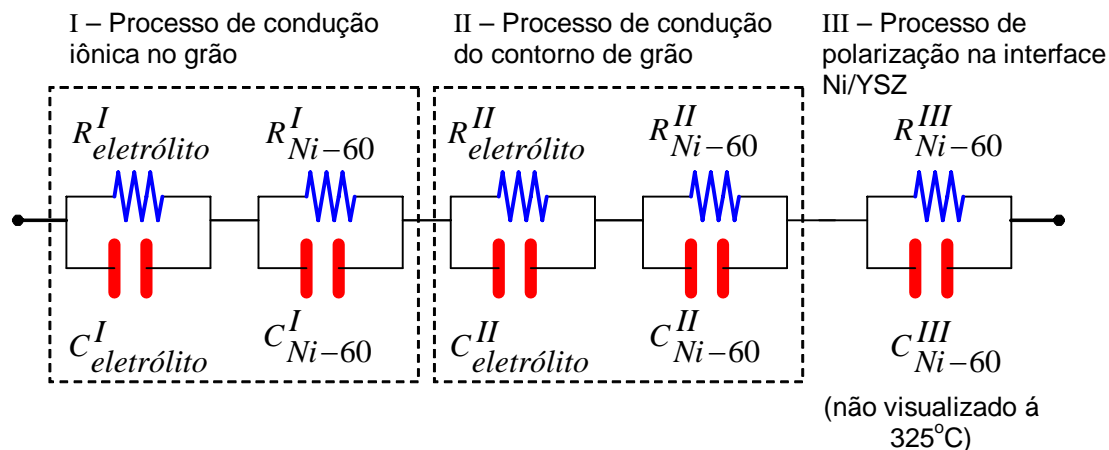 I – Processo de condução
iônica no grão
II – Processo de condução
do contorno de grão
III – Processo de
polarização na interface
Ni/YSZ
R^I_eletrólito
R^I_Ni−60
R^II_eletrólito
R^II_Ni−60
R^III_Ni−60
C^I_eletrólito
C^I_Ni−60
C^II_eletrólito
C^II_Ni−60
C^III_Ni−60
(não visualizado á
325°C)